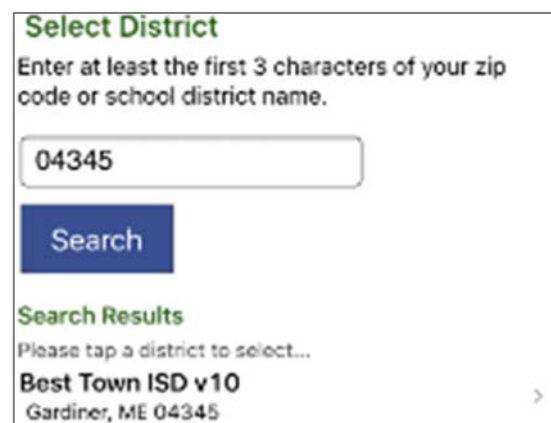 Select District
Enter at least the first 3 characters of your zip
code or school district name.
04345
Search
Search Results
Please tap a district to select...
Best Town ISD v10
Gardiner, ME 04345